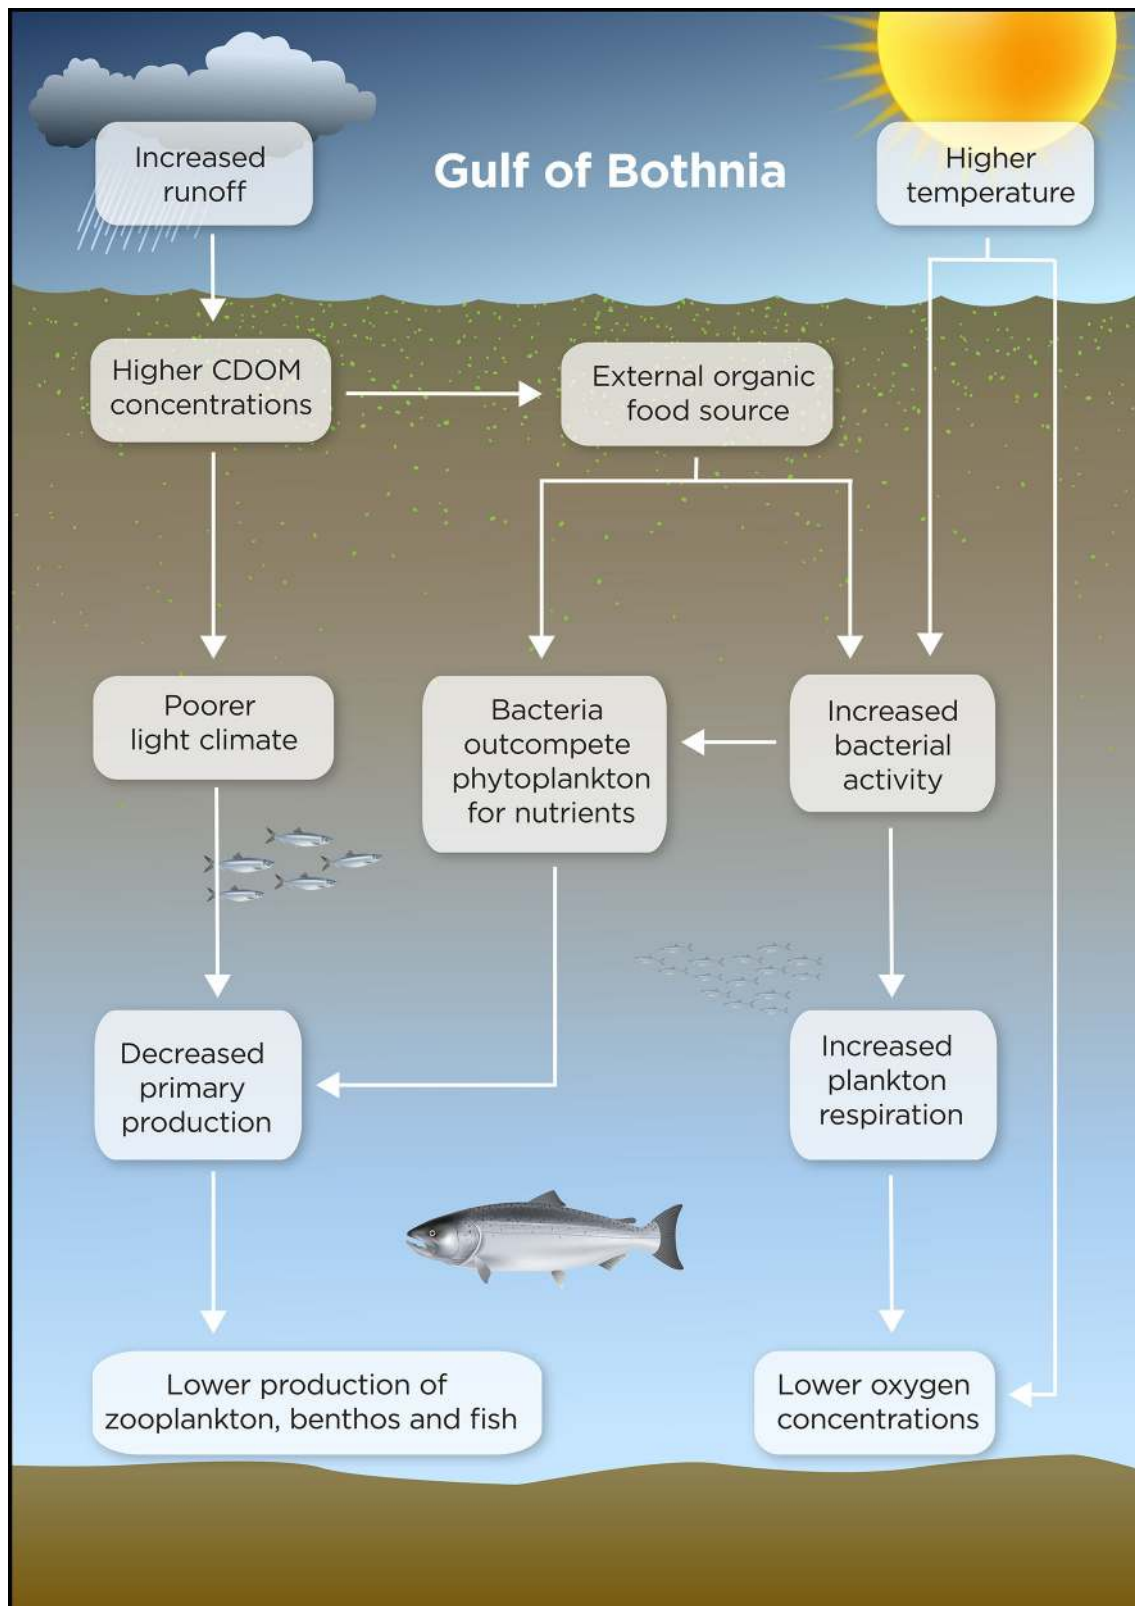 Increased
runoff
Gulf of Bothnia
Higher
temperature
Higher CDOM
concentrations
External organic
food source
Poorer
light climate
Bacteria
outcompete
phytoplankton
for nutrients
Increased
bacterial
activity
Decreased
primary
production
Increased
plankton
respiration
Lower production of
zooplankton, benthos and fish
Lower oxygen
concentrations